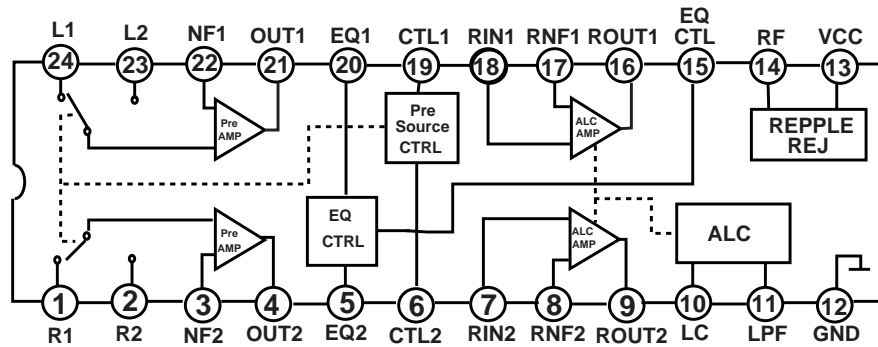 L1 L2 NF1 OUT1 EQ1 CTL1 RIN1 RNF1 ROUT1 EQ CTL RF VCC
24 23 22 21 20 19 18 17 16 15 14 13
Pre AMP
Pre Source CTRL
ALC AMP
REPPLE REJ
Pre AMP
EQ CTRL
ALC AMP
ALC
1 2 3 4 5 6 7 8 9 10 11 12
R1 R2 NF2 OUT2 EQ2 CTL2 RIN2 RNF2 ROUT2 LC LPF GND